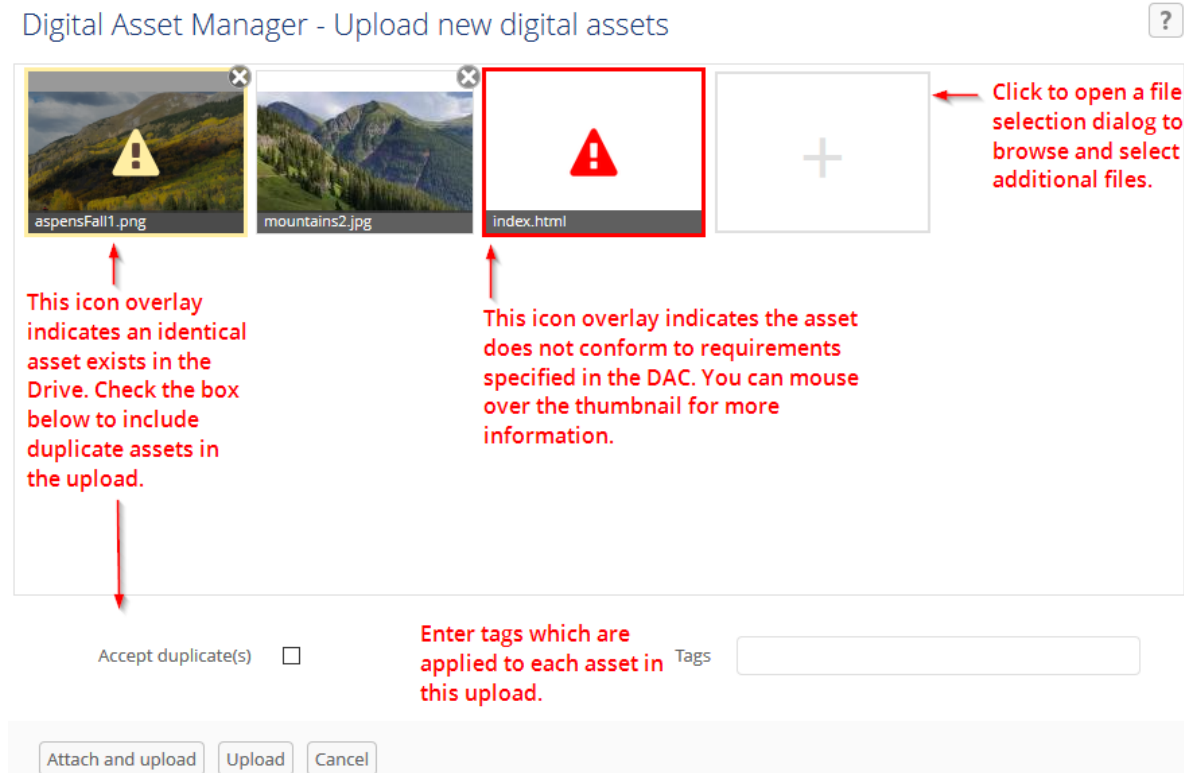 Digital Asset Manager - Upload new digital assets
?
aspensFall1.png
mountains2.jpg
index.html
Click to open a file
selection dialog to
browse and select
additional files.
This icon overlay
indicates an identical
asset exists in the
Drive. Check the box
below to include
duplicate assets in
the upload.
This icon overlay indicates the asset
does not conform to requirements
specified in the DAC. You can mouse
over the thumbnail for more
information.
Accept duplicate(s)
Enter tags which are
applied to each asset in
this upload.
Tags
Attach and upload
Upload
Cancel